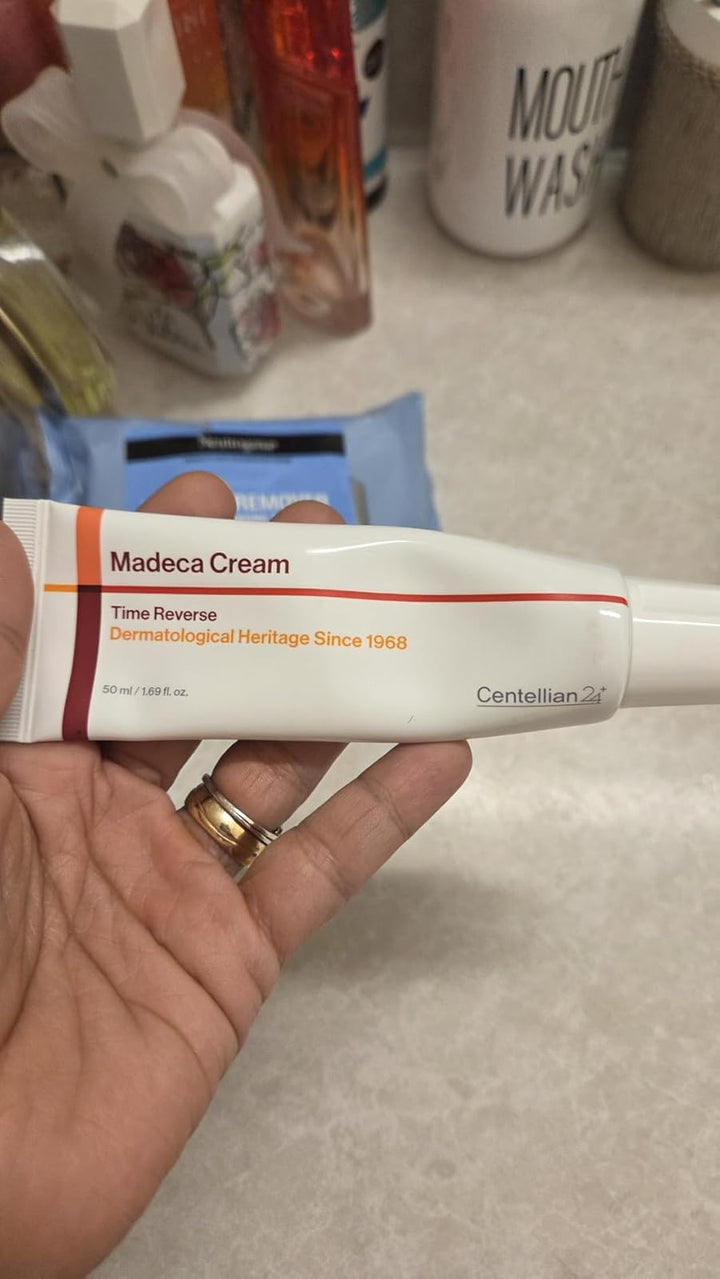 MOUTH
WASH
Neutrogena
REMOVER
Madeca Cream
Time Reverse
Dermatological Heritage Since 1968
50 ml / 1.69 fl. oz.
Centellian 24+